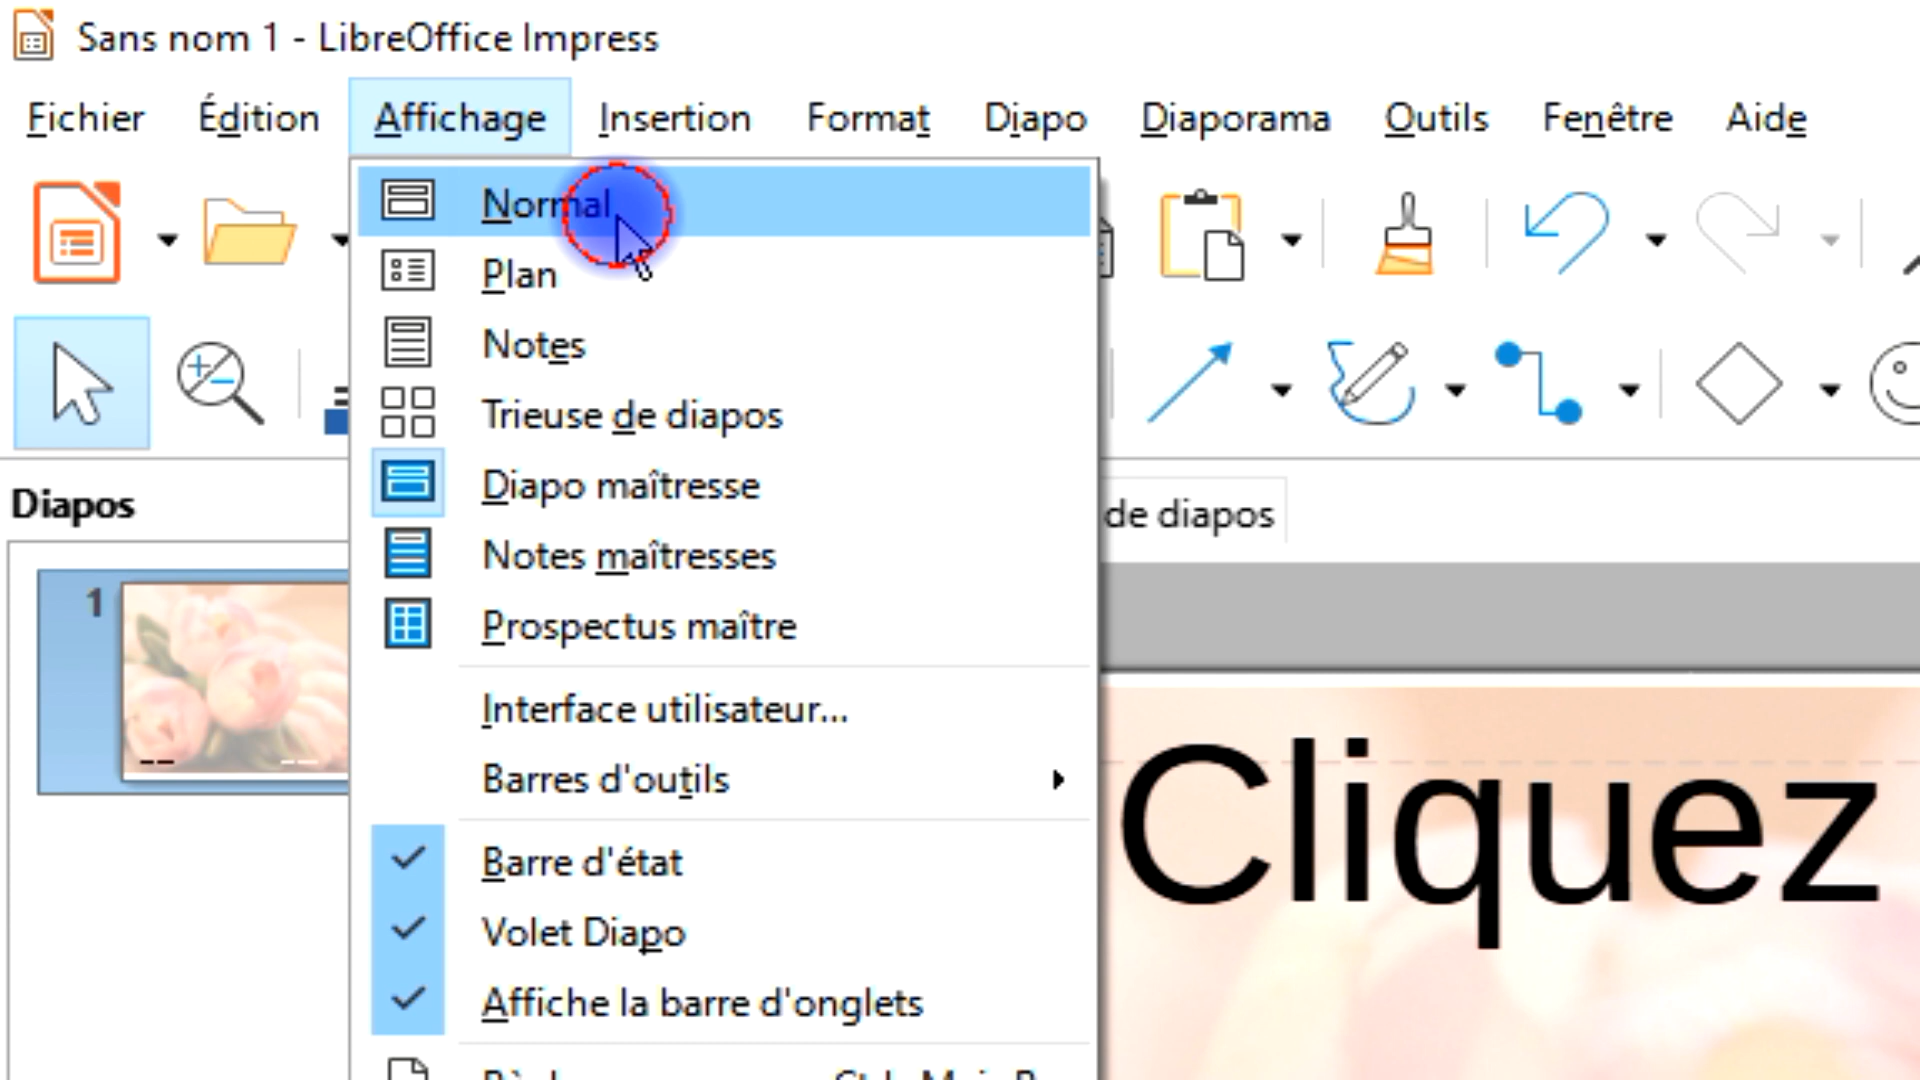 Sans nom 1 - LibreOffice Impress
Fichier Édition Affichage Insertion Format Diapo Diaporama Outils Fenêtre Aide
Normal
Plan
Notes
Trieuse de diapos
Diapo maîtresse
Notes maîtresses
Prospectus maître
Interface utilisateur...
Barres d'outils
Barre d'état
Volet Diapo
Affiche la barre d'onglets
Diapos
1
de diapos
Cliquez